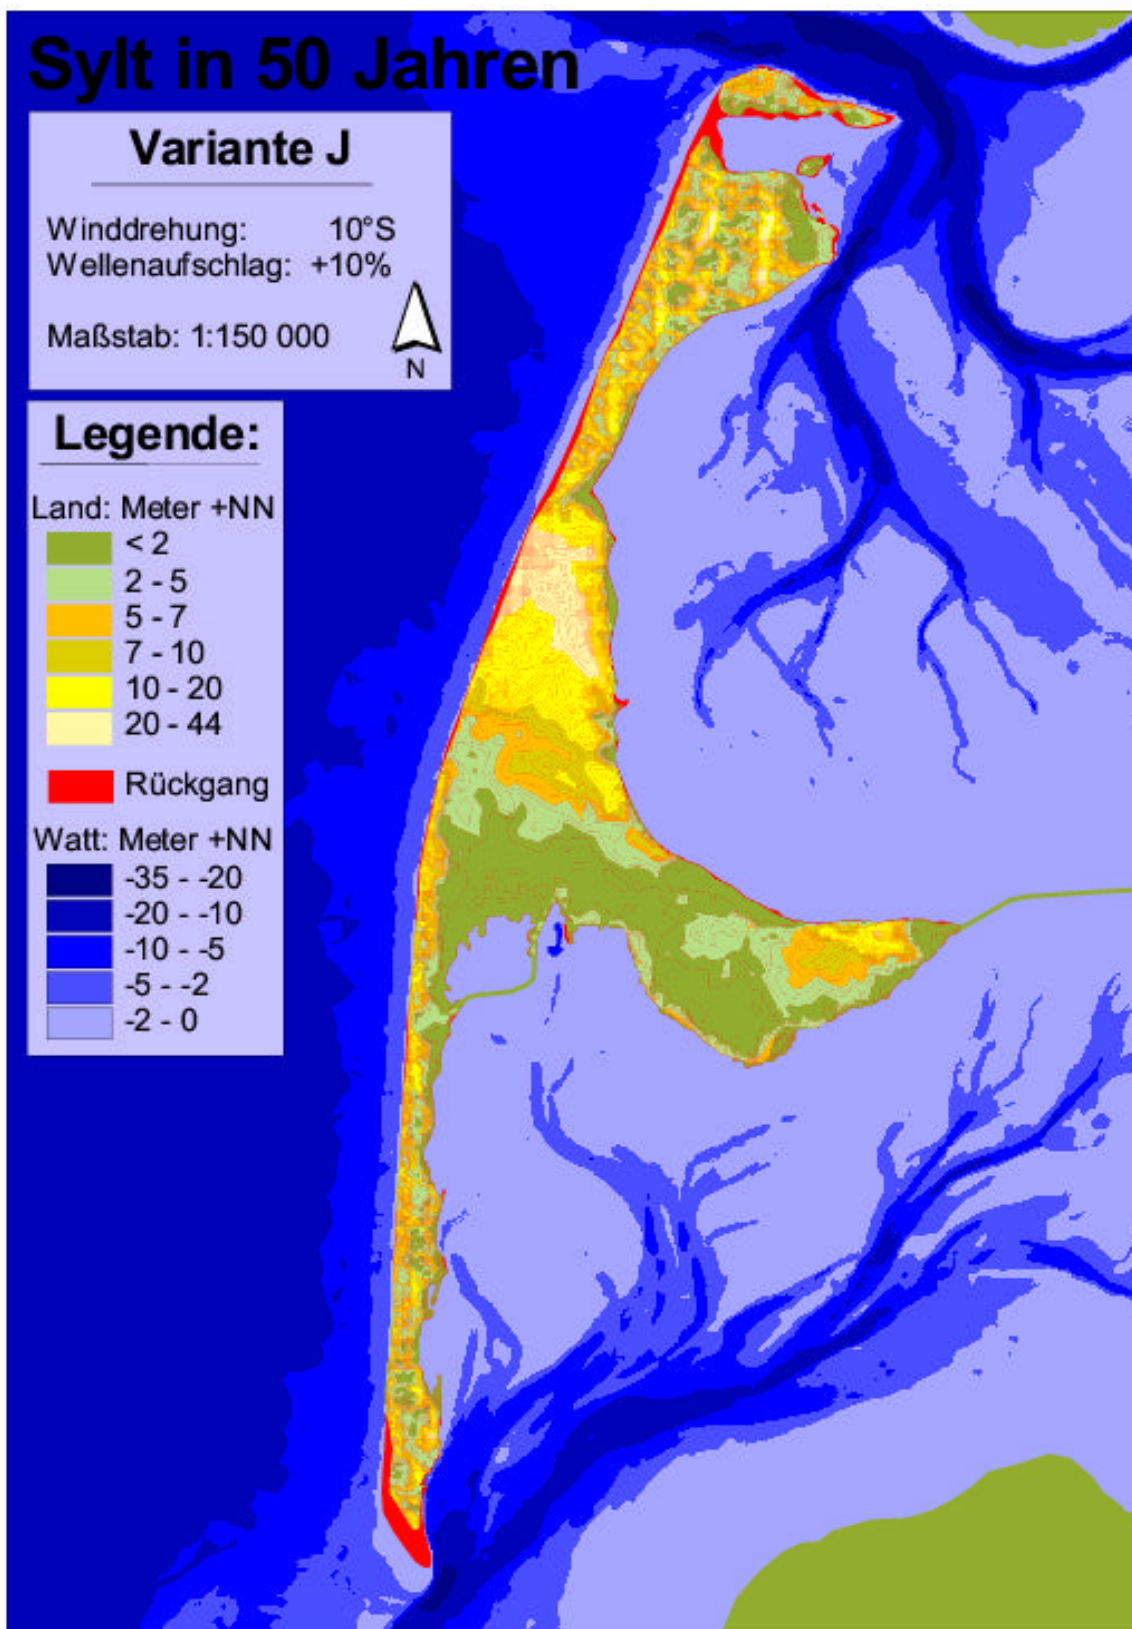 Sylt in 50 Jahren
Variante J
Winddrehung: 10°S
Wellenaufschlag: +10%
Maßstab: 1:150 000
N
Legende:
Land: Meter +NN
< 2
2 - 5
5 - 7
7 - 10
10 - 20
20 - 44
Rückgang
Watt: Meter +NN
-35 - -20
-20 - -10
-10 - -5
-5 - -2
-2 - 0